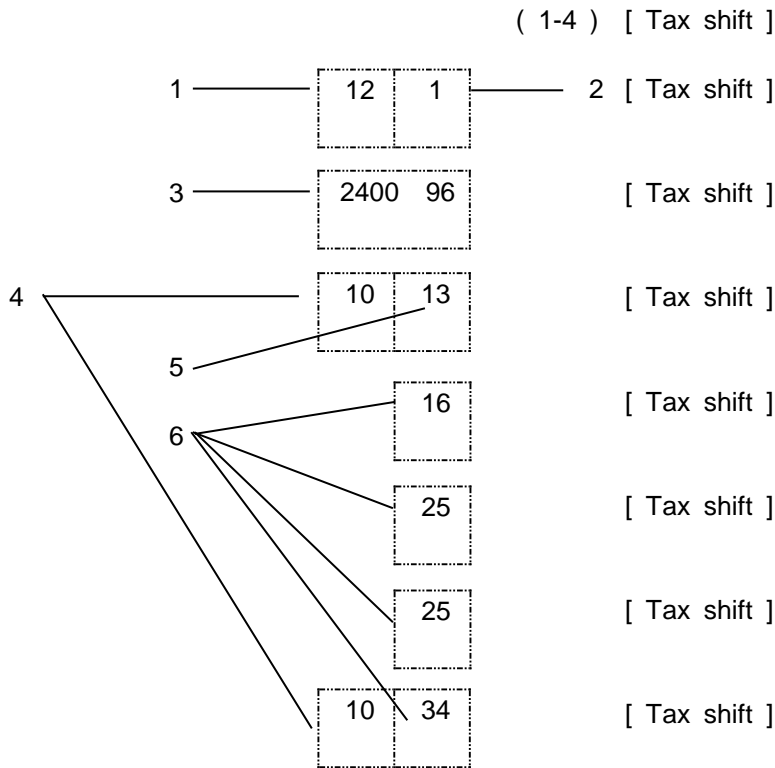 ( 1-4 ) [ Tax shift ]
1 12 1 2 [ Tax shift ]
3 2400 96 [ Tax shift ]
4 10 13 [ Tax shift ]
5
16 [ Tax shift ]
6
25 [ Tax shift ]
25 [ Tax shift ]
10 34 [ Tax shift ]